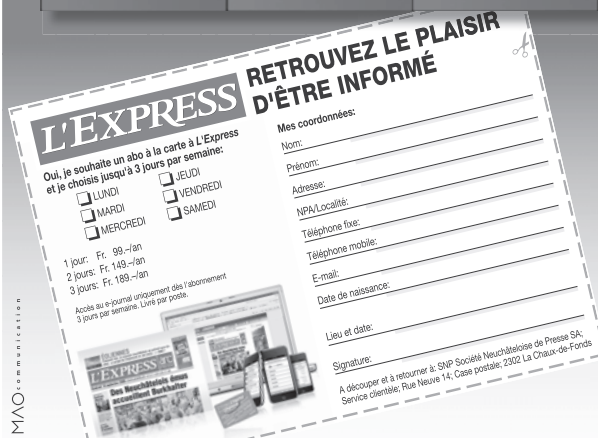 RETROUVEZ LE PLAISIR
D'ÊTRE INFORMÉ
L'EXPRESS
Oui, je souhaite un abo à la carte à L'Express
et je choisis jusqu'à 3 jours par semaine:
LUNDI
MARDI
MERCREDI
JEUDI
VENDREDI
SAMEDI
1 jour: Fr. 99.–/an
2 jours: Fr. 149.–/an
3 jours: Fr. 189.–/an
Accès au e-journal uniquement dès l'abonnement
3 jours par semaine. Livré par poste.
L'EXPRESS
Des Neuchâtelois émus
accueillent Burkhalter
Mes coordonnées:
Nom:
Prénom:
Adresse:
NPA/Localité:
Téléphone fixe:
Téléphone mobile:
E-mail:
Date de naissance:
Lieu et date:
Signature:
A découper et à retourner à: SNP Société Neuchâteloise de Presse SA;
Service clientèle; Rue Neuve 14; Case postale; 2302 La Chaux-de-Fonds
MAO communication